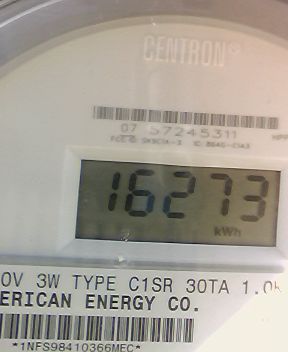 CENTRON®
07 57245311
16273
kWh
0V 3W TYPE C1SR 30TA 1.0
ERICAN ENERGY CO.
*1NFS98410366MEC*